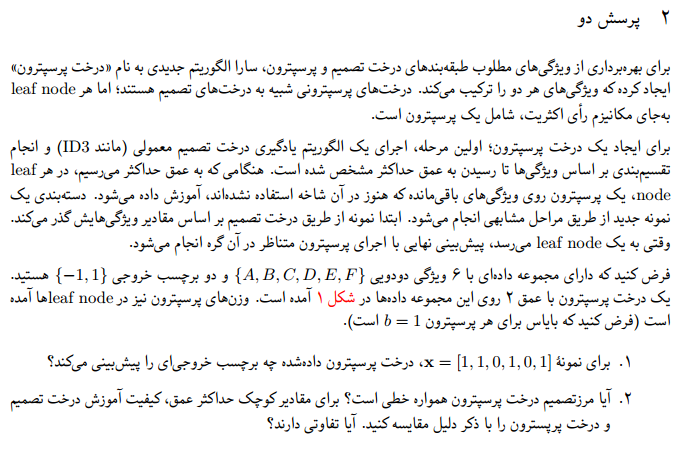 ۲ پرسش دو
برای بهره‌برداری از ویژگی‌های مطلوب طبقه‌بندهای درخت تصمیم و پرسپترون، سارا الگوریتم جدیدی به نام «درخت پرسپترون»
ایجاد کرده که ویژگی‌های هر دو را ترکیب می‌کند. درخت‌های پرسپترونی شبیه به درخت‌های تصمیم هستند؛ اما هر leaf node
به‌جای مکانیزم رأی اکثریت، شامل یک پرسپترون است.
برای ایجاد یک درخت پرسپترون؛ اولین مرحله، اجرای یک الگوریتم یادگیری درخت تصمیم معمولی (مانند ID3) و انجام
تقسیم‌بندی بر اساس ویژگی‌ها تا رسیدن به عمق حداکثر مشخص شده است. هنگامی که به عمق حداکثر می‌رسیم، در هر leaf
node، یک پرسپترون روی ویژگی‌های باقی‌مانده که هنوز در آن شاخه استفاده نشده‌اند، آموزش داده می‌شود. دسته‌بندی یک
نمونه جدید از طریق مراحل مشابهی انجام می‌شود. ابتدا نمونه از طریق درخت تصمیم بر اساس مقادیر ویژگی‌هایش گذر می‌کند.
وقتی به یک leaf node می‌رسد، پیش‌بینی نهایی با اجرای پرسپترون متناظر در آن گره انجام می‌شود.
فرض کنید که دارای مجموعه داده‌ای با ۶ ویژگی دودویی {A, B, C, D, E, F} و دو برچسب خروجی {−1, 1} هستید.
یک درخت پرسپترون با عمق ۲ روی این مجموعه داده‌ها در شکل ۱ آمده است. وزن‌های پرسپترون نیز در leaf nodeها آمده
است (فرض کنید که بایاس برای هر پرسپترون b = 1 است).
۱. برای نمونهٔ x = [1, 1, 0, 1, 0, 1]، درخت پرسپترون داده‌شده چه برچسب خروجی‌ای را پیش‌بینی می‌کند؟
۲. آیا مرزتصمیم درخت پرسپترون همواره خطی است؟ برای مقادیر کوچک حداکثر عمق، کیفیت آموزش درخت تصمیم
و درخت پرپسترون را با ذکر دلیل مقایسه کنید. آیا تفاوتی دارند؟